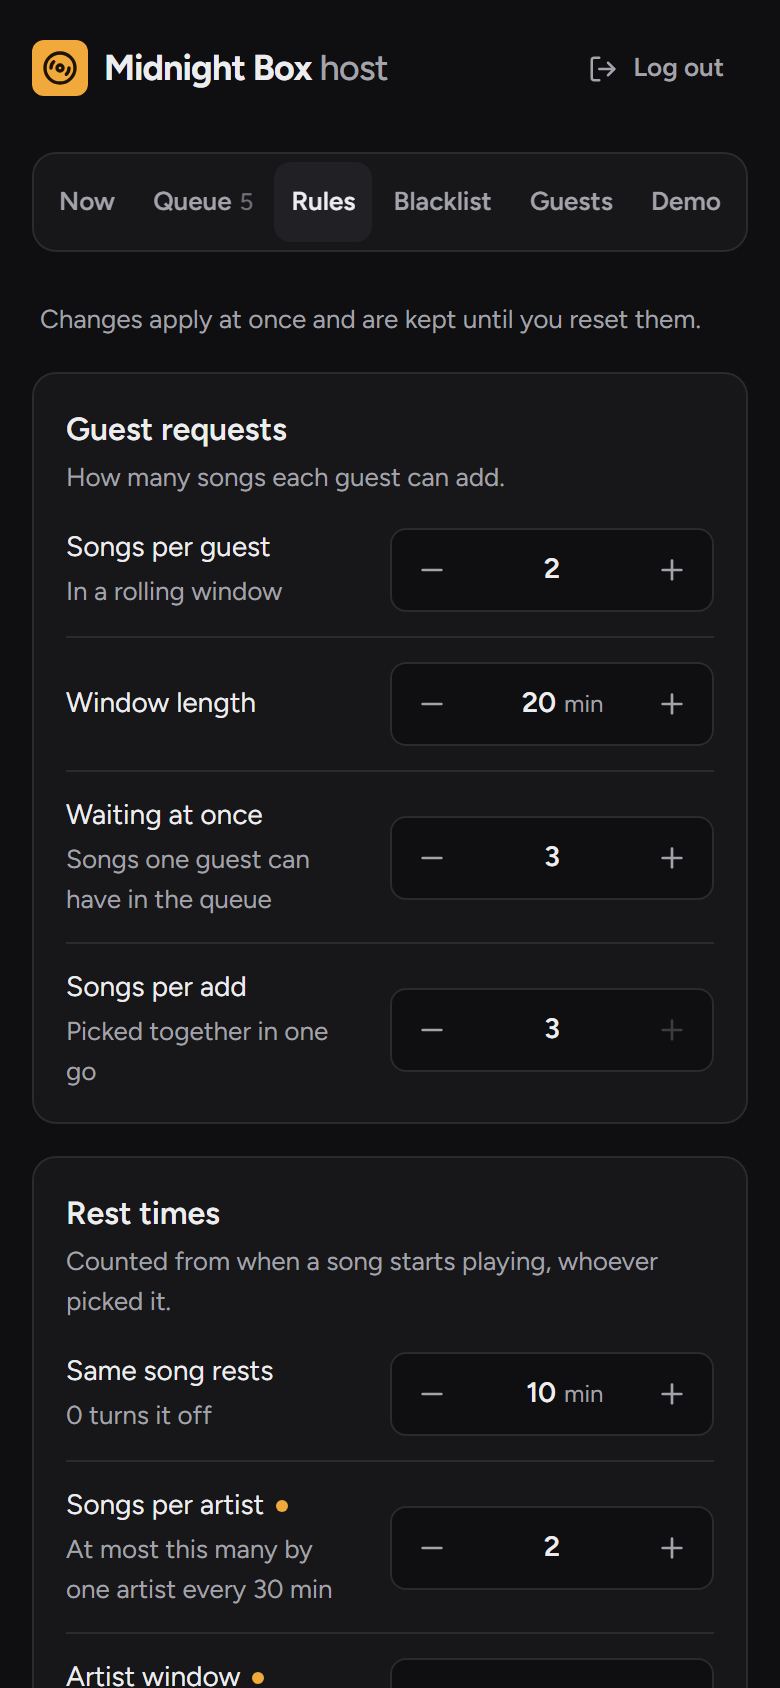 Midnight Box host
Log out
Now Queue 5 Rules Blacklist Guests Demo
Changes apply at once and are kept until you reset them.
Guest requests
How many songs each guest can add.
Songs per guest
In a rolling window
− 2 +
Window length
− 20 min +
Waiting at once
Songs one guest can
have in the queue
− 3 +
Songs per add
Picked together in one
go
− 3 +
Rest times
Counted from when a song starts playing, whoever
picked it.
Same song rests
0 turns it off
− 10 min +
Songs per artist
At most this many by
one artist every 30 min
− 2 +
Artist window